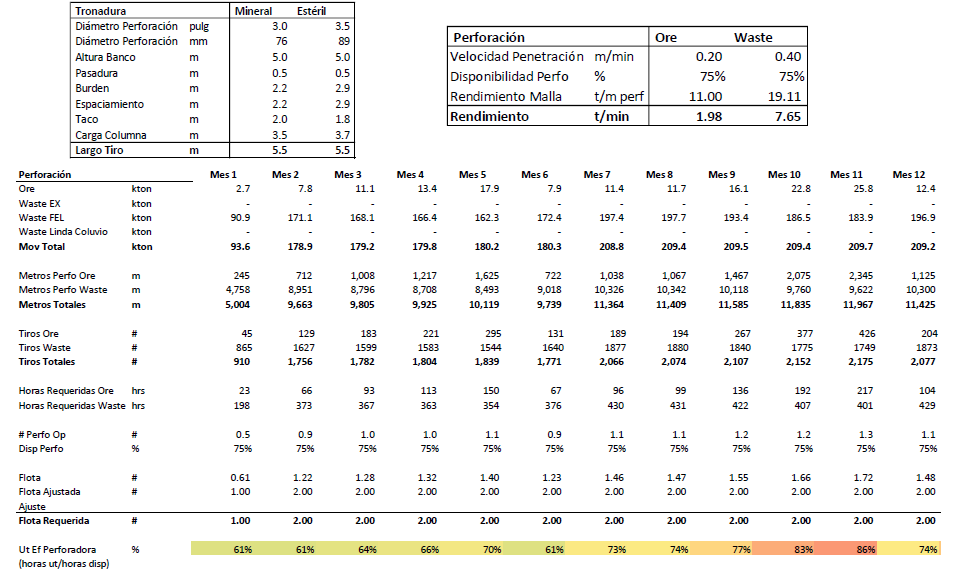 Tronadura Mineral Estéril
Diámetro Perforación pulg 3.0 3.5
Diámetro Perforación mm 76 89
Altura Banco m 5.0 5.0
Pasadura m 0.5 0.5
Burden m 2.2 2.9
Espaciamiento m 2.2 2.9
Taco m 2.0 1.8
Carga Columna m 3.5 3.7
Largo Tiro m 5.5 5.5
Perforación Ore Waste
Velocidad Penetración m/min 0.20 0.40
Disponibilidad Perfo % 75% 75%
Rendimiento Malla t/m perf 11.00 19.11
Rendimiento t/min 1.98 7.65
Perforación Mes 1 Mes 2 Mes 3 Mes 4 Mes 5 Mes 6 Mes 7 Mes 8 Mes 9 Mes 10 Mes 11 Mes 12
Ore kton 2.7 7.8 11.1 13.4 17.9 7.9 11.4 11.7 16.1 22.8 25.8 12.4
Waste EX kton - - - - - - - - - - - -
Waste FEL kton 90.9 171.1 168.1 166.4 162.3 172.4 197.4 197.7 193.4 186.5 183.9 196.9
Waste Linda Coluvio kton - - - - - - - - - - - -
Mov Total kton 93.6 178.9 179.2 179.8 180.2 180.3 208.8 209.4 209.5 209.4 209.7 209.2
Metros Perfo Ore m 245 712 1,008 1,217 1,625 722 1,038 1,067 1,467 2,075 2,345 1,125
Metros Perfo Waste m 4,758 8,951 8,796 8,708 8,493 9,018 10,326 10,342 10,118 9,760 9,622 10,300
Metros Totales m 5,004 9,663 9,805 9,925 10,119 9,739 11,364 11,409 11,585 11,835 11,967 11,425
Tiros Ore # 45 129 183 221 295 131 189 194 267 377 426 204
Tiros Waste # 865 1627 1599 1583 1544 1640 1877 1880 1840 1775 1749 1873
Tiros Totales # 910 1,756 1,782 1,804 1,839 1,771 2,066 2,074 2,107 2,152 2,175 2,077
Horas Requeridas Ore hrs 23 66 93 113 150 67 96 99 136 192 217 104
Horas Requeridas Waste hrs 198 373 367 363 354 376 430 431 422 407 401 429
# Perfo Op # 0.5 0.9 1.0 1.0 1.1 0.9 1.1 1.1 1.2 1.2 1.3 1.1
Disp Perfo % 75% 75% 75% 75% 75% 75% 75% 75% 75% 75% 75% 75%
Flota # 0.61 1.22 1.28 1.32 1.40 1.23 1.46 1.47 1.55 1.66 1.72 1.48
Flota Ajustada # 1.00 2.00 2.00 2.00 2.00 2.00 2.00 2.00 2.00 2.00 2.00 2.00
Ajuste
Flota Requerida # 1.00 2.00 2.00 2.00 2.00 2.00 2.00 2.00 2.00 2.00 2.00 2.00
Ut Ef Perforadora % 61% 61% 64% 66% 70% 61% 73% 74% 77% 83% 86% 74%
(horas ut/horas disp)